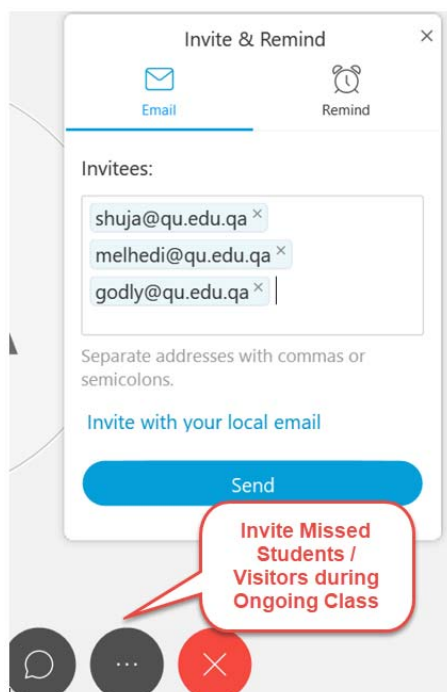 Invite & Remind ×
Email Remind
Invitees:
shuja@qu.edu.qa ×
melhedi@qu.edu.qa ×
godly@qu.edu.qa ×
Separate addresses with commas or
semicolons.
Invite with your local email
Send
Invite Missed
Students /
Visitors during
Ongoing Class